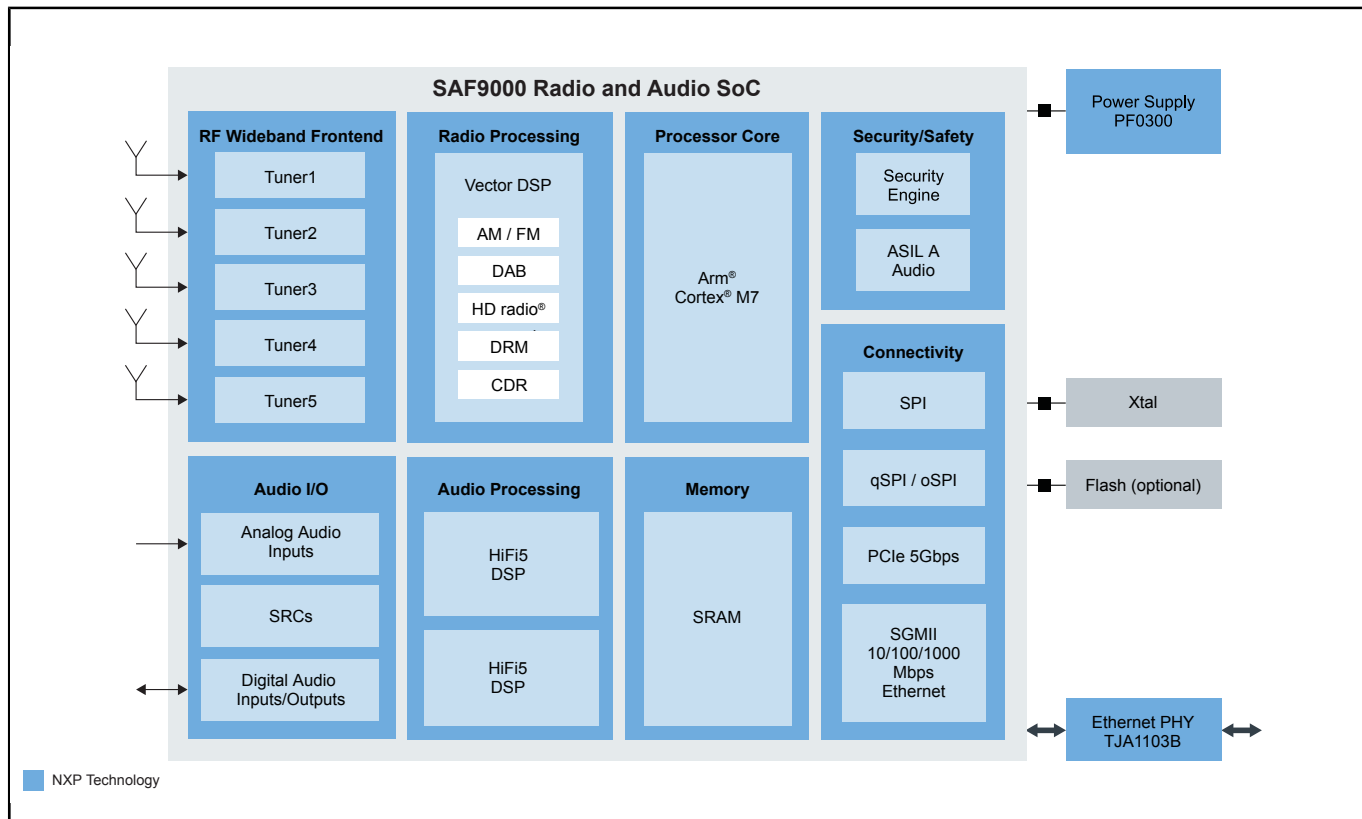 SAF9000 Radio and Audio SoC
RF Wideband Frontend
Tuner1
Tuner2
Tuner3
Tuner4
Tuner5
Radio Processing
Vector DSP
AM / FM
DAB
HD radio®
DRM
CDR
Processor Core
Arm®
Cortex® M7
Security/Safety
Security
Engine
ASIL A
Audio
Connectivity
SPI
qSPI / oSPI
PCIe 5Gbps
SGMII
10/100/1000
Mbps
Ethernet
Audio I/O
Analog Audio
Inputs
SRCs
Digital Audio
Inputs/Outputs
Audio Processing
HiFi5
DSP
HiFi5
DSP
Memory
SRAM
Power Supply
PF0300
Xtal
Flash (optional)
Ethernet PHY
TJA1103B
NXP Technology